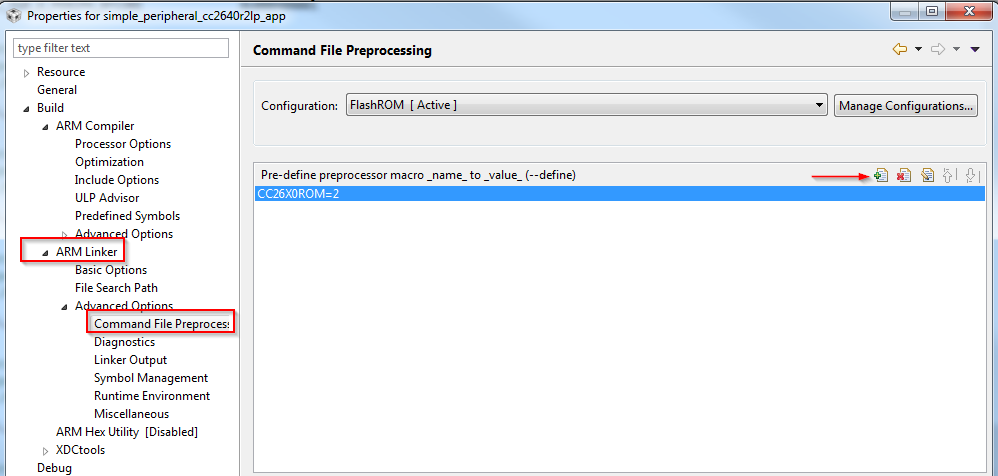 Properties for simple_peripheral_cc2640r2lp_app
type filter text
Resource
General
Build
ARM Compiler
Processor Options
Optimization
Include Options
ULP Advisor
Predefined Symbols
Advanced Options
ARM Linker
Basic Options
File Search Path
Advanced Options
Command File Preprocess
Diagnostics
Linker Output
Symbol Management
Runtime Environment
Miscellaneous
ARM Hex Utility [Disabled]
XDCtools
Debug
Command File Preprocessing
Configuration: FlashROM [ Active ] Manage Configurations...
Pre-define preprocessor macro _name_ to _value_ (--define)
CC26X0ROM=2